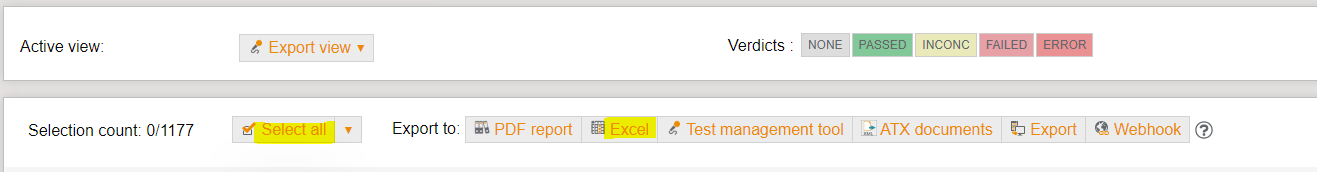 Active view: Export view ▾ Verdicts : NONE PASSED INCONC FAILED ERROR
Selection count: 0/1177 Select all ▾ Export to: PDF report Excel Test management tool ATX documents Export Webhook ?